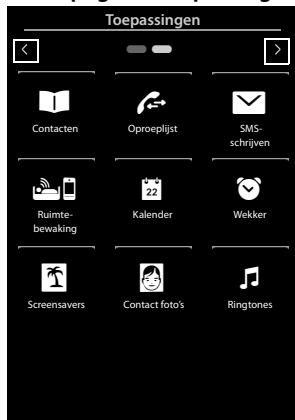 Toepassingen
Contacten
Oproeplijst
SMS-
schrijven
22
Ruimte-
bewaking
Kalender
Wekker
Screensavers
Contact foto's
Ringtones